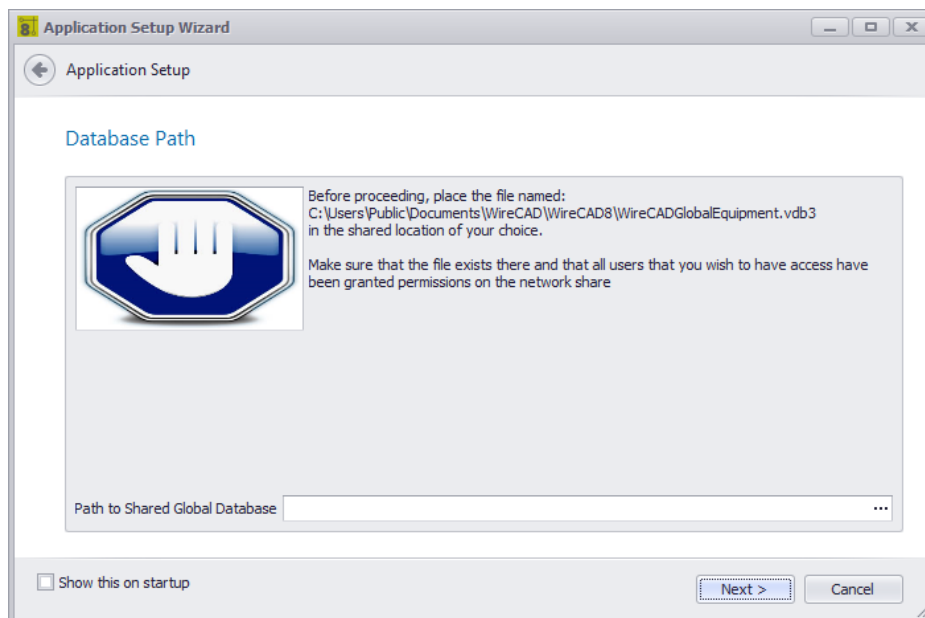 8 Application Setup Wizard
Application Setup
Database Path
Before proceeding, place the file named:
C:\Users\Public\Documents\WireCAD\WireCAD8\WireCADGlobalEquipment.vdb3
in the shared location of your choice.
Make sure that the file exists there and that all users that you wish to have access have
been granted permissions on the network share
Path to Shared Global Database ...
Show this on startup
Next > Cancel